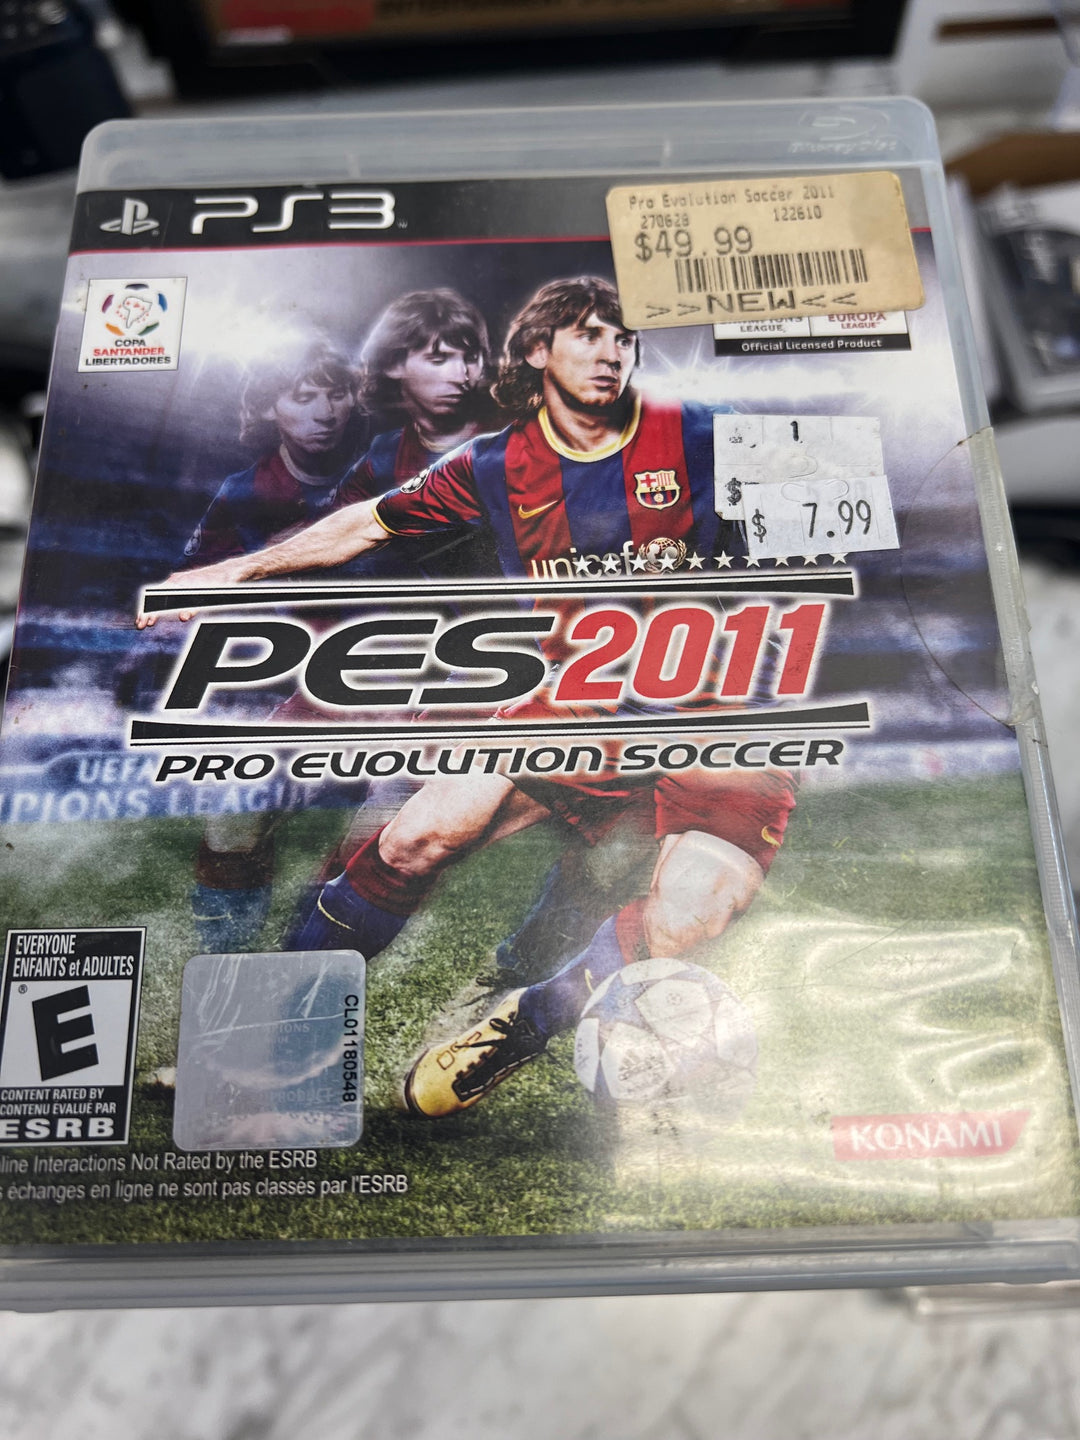 PS3
Pro Evolution Soccer 2011
270628 122610
$49.99
>>NEW<<
COPA
SANTANDER
LIBERTADORES
LEAGUE
EUROPA
LEAGUE
Official Licensed Product
1
$
$ 7.99
FCB
unicef
PES2011
PRO EVOLUTION SOCCER
UEFA
PIONS LEAGUE
EVERYONE
ENFANTS et ADULTES
E
CONTENT RATED BY
CONTENU ÉVALUÉ PAR
ESRB
CL01180548
KONAMI
line Interactions Not Rated by the ESRB
s échanges en ligne ne sont pas classés par l'ESRB